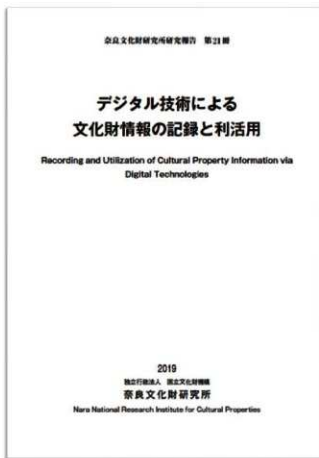 奈良文化財研究所研究報告 第21冊
デジタル技術による
文化財情報の記録と利活用
Recording and Utilization of Cultural Property Information via
Digital Technologies
2019
独立行政法人 国立文化財機構
奈良文化財研究所
Nara National Research Institute for Cultural Properties